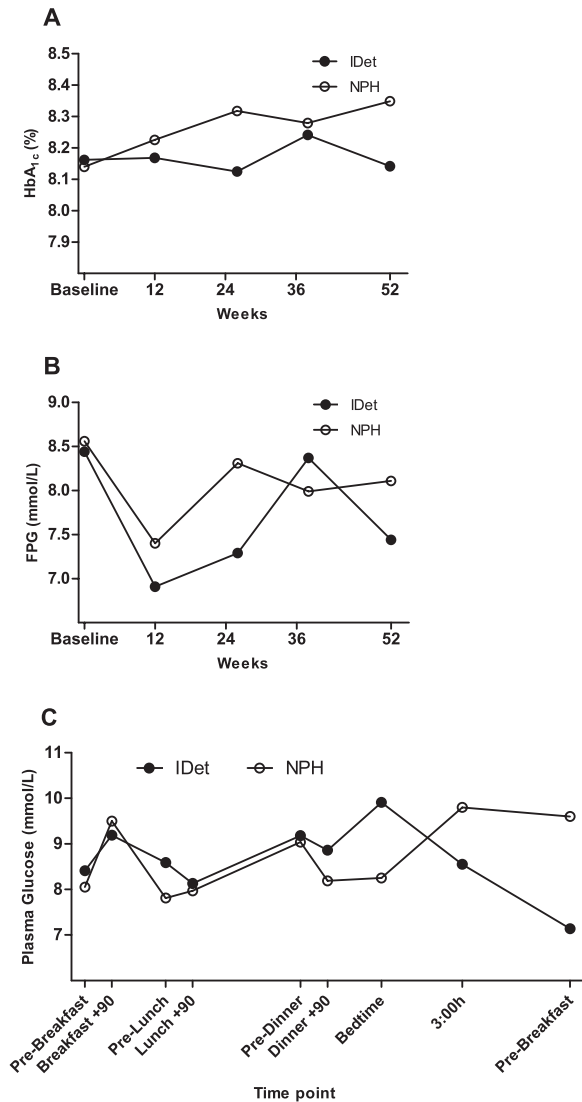 A
8.5
8.4
8.3
8.2
8.1
8.0
7.9
HbA1c (%)
IDet
NPH
Baseline 12 24 36 52
Weeks
B
9.0
8.5
8.0
7.5
7.0
FPG (mmol/L)
IDet
NPH
Baseline 12 24 36 52
Weeks
C
11
10
9
8
7
Plasma Glucose (mmol/L)
IDet NPH
Pre-Breakfast
Breakfast +90
Pre-Lunch
Lunch +90
Pre-Dinner
Dinner +90
Bedtime
3:00h
Pre-Breakfast
Time point